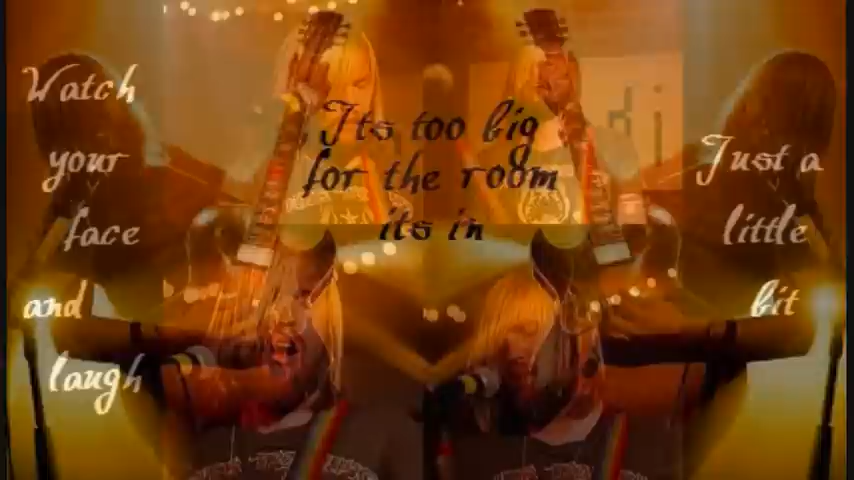 Watch
your
face
and
laugh
Its too big
for the room
its in
Just a
little
bit